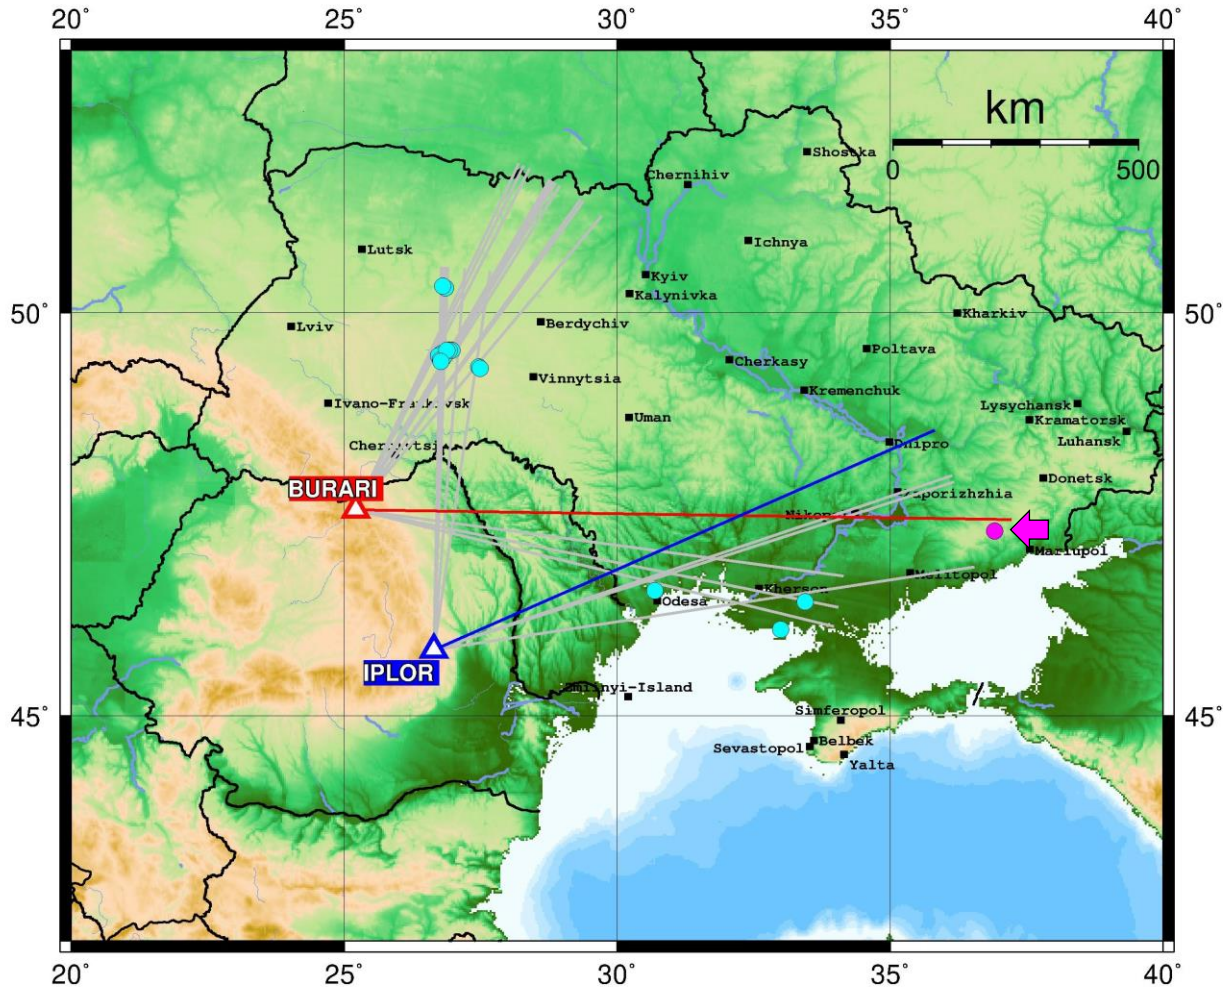 20° 25° 30° 35° 40°
km
0 500
Shostka
Chernihiv
Lutsk
Ichnya
Kyiv
Kalynivka
50° 50°
Lviv
Berdychiv
Kharkiv
Poltava
Cherkasy
Vinnytsia
Kremenchuk
Ivano-Frankivsk
Lysychansk
Uman
Kramatorsk
Luhansk
Dnipro
Donetsk
BURARI
Mariupol
Melitopol
Kherson
Odesa
IPLOR
45° 45°
Simferopol
Belbek
Sevastopol
Yalta
20° 25° 30° 35° 40°